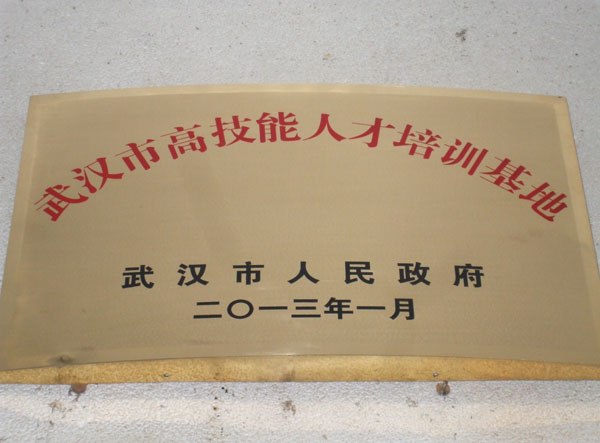 武汉市高技能人才培训基地
武汉市人民政府
二〇一三年一月